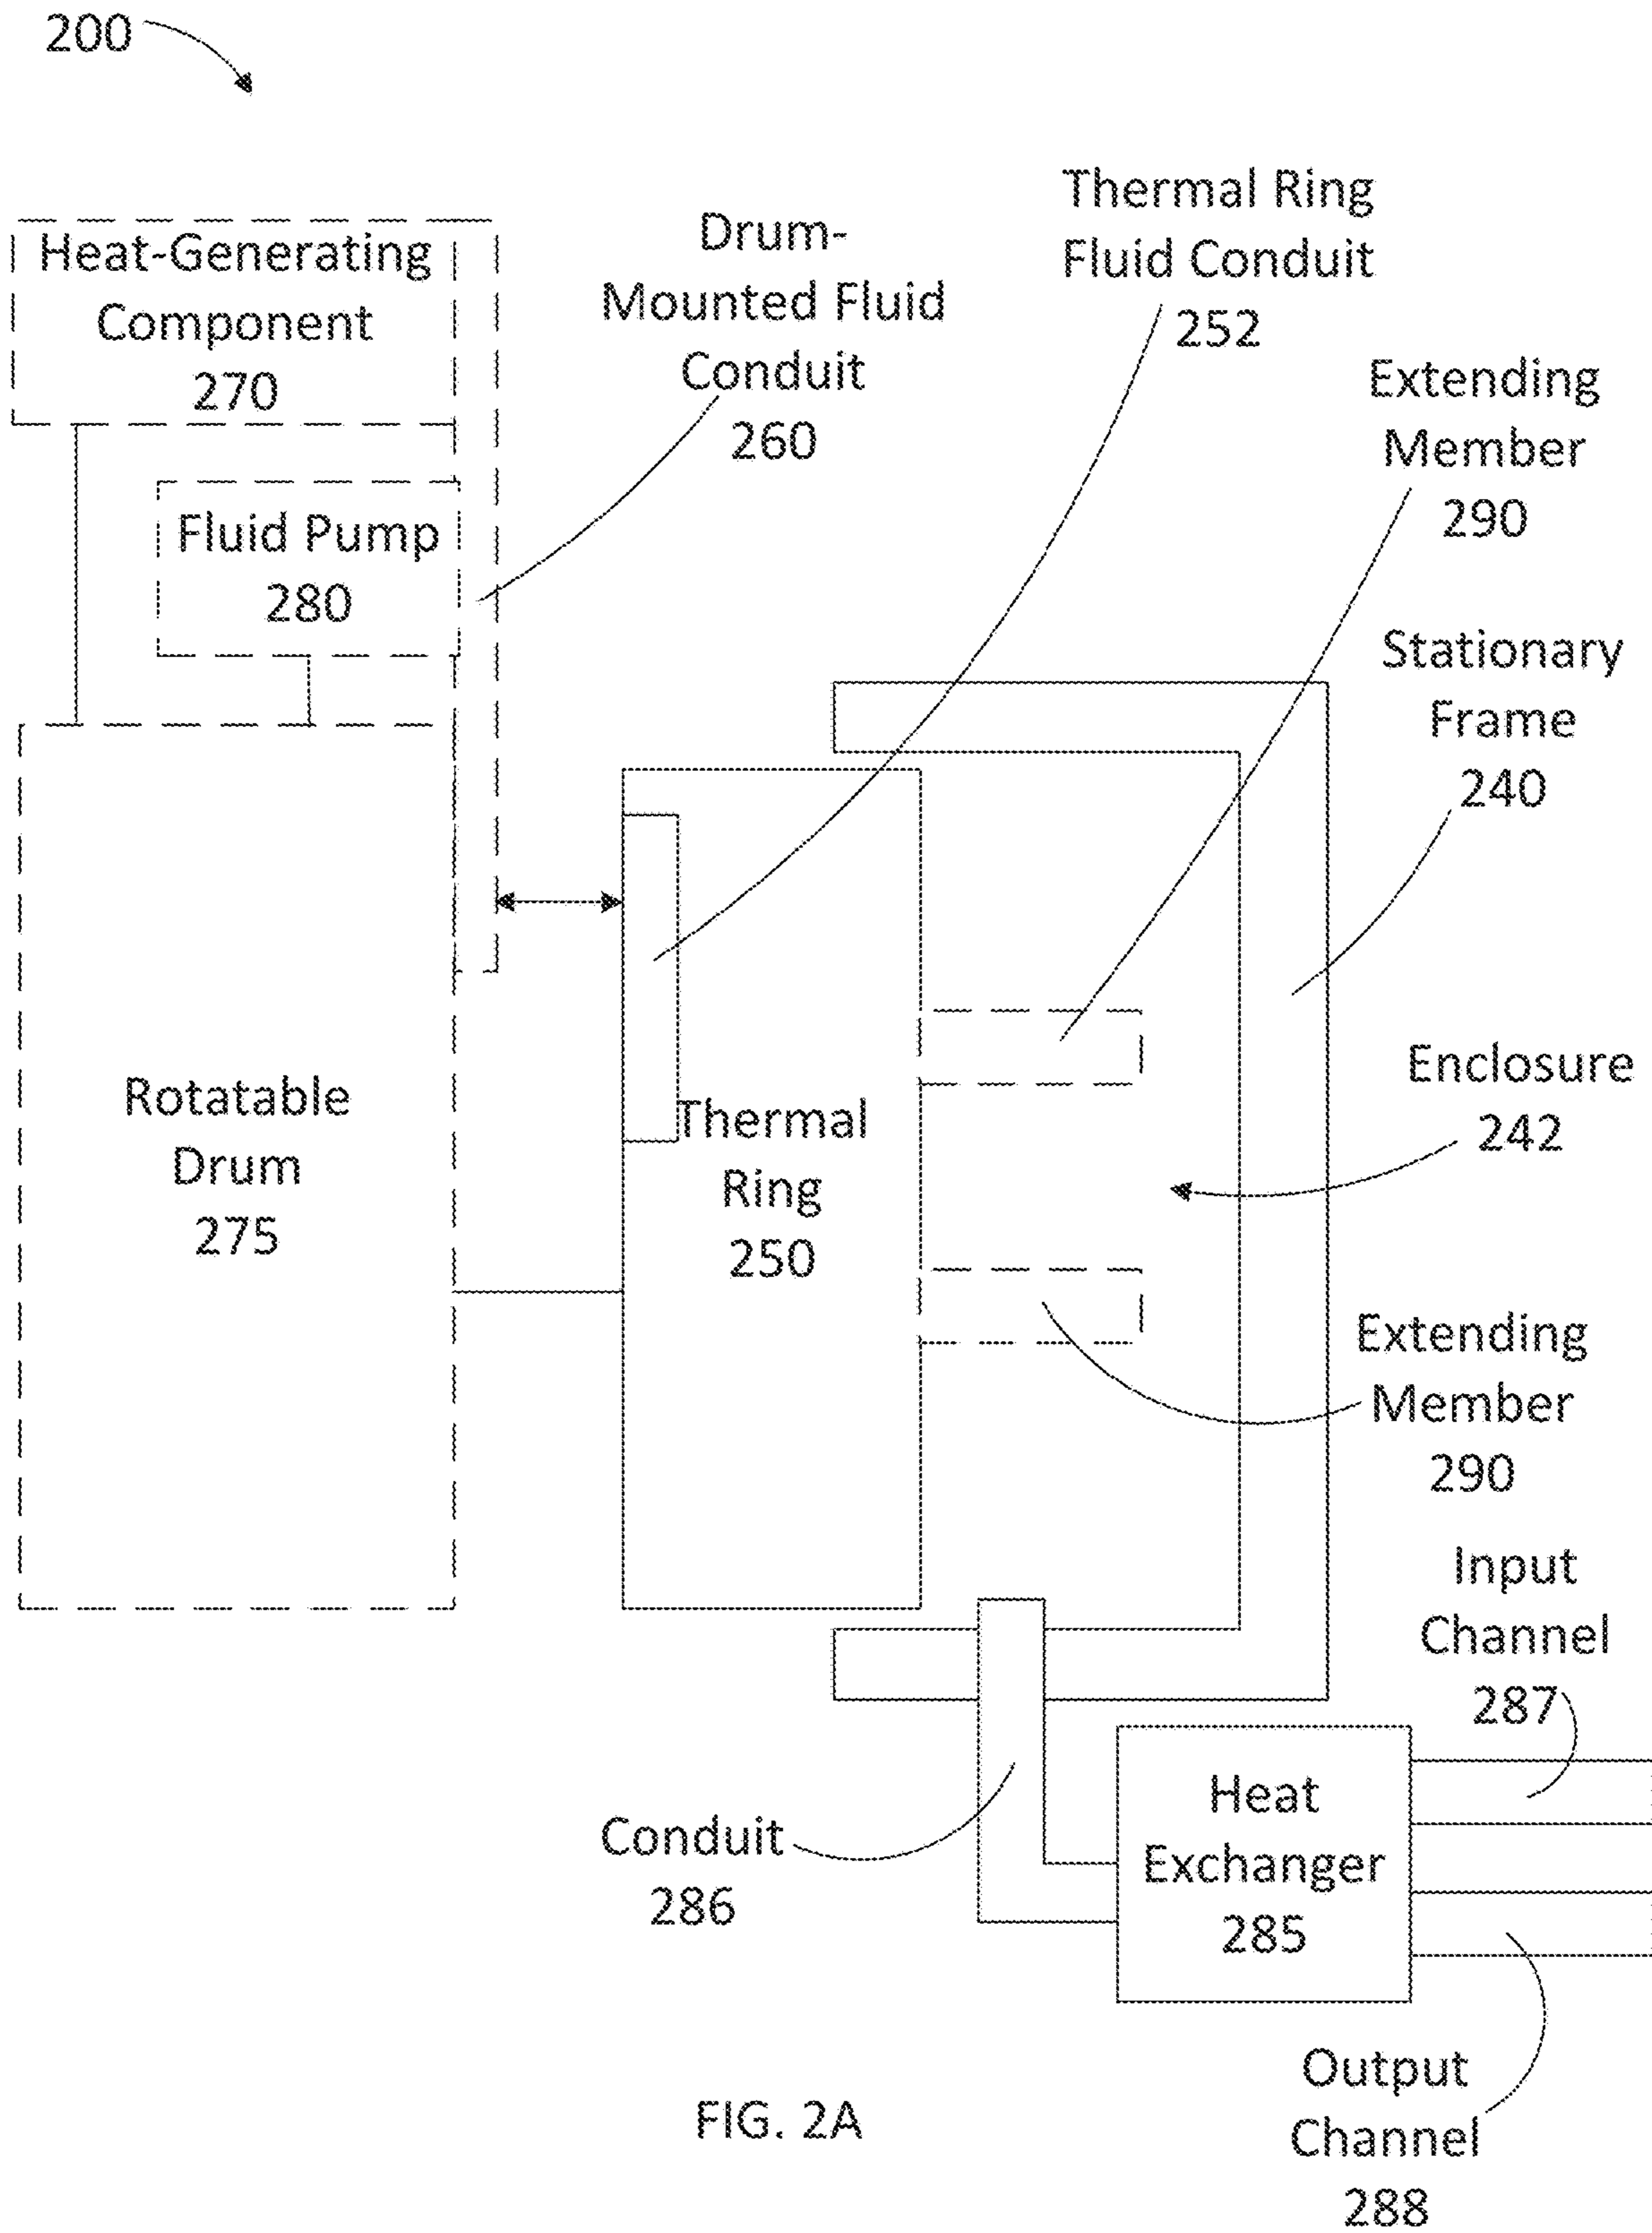 200
Heat-Generating
Component
270
Drum-
Mounted Fluid
Conduit
260
Thermal Ring
Fluid Conduit
252
Extending
Member
290
Fluid Pump
280
Stationary
Frame
240
Rotatable
Drum
275
Thermal
Ring
250
Enclosure
242
Extending
Member
290
Input
Channel
287
Conduit
286
Heat
Exchanger
285
Output
Channel
288
FIG. 2A